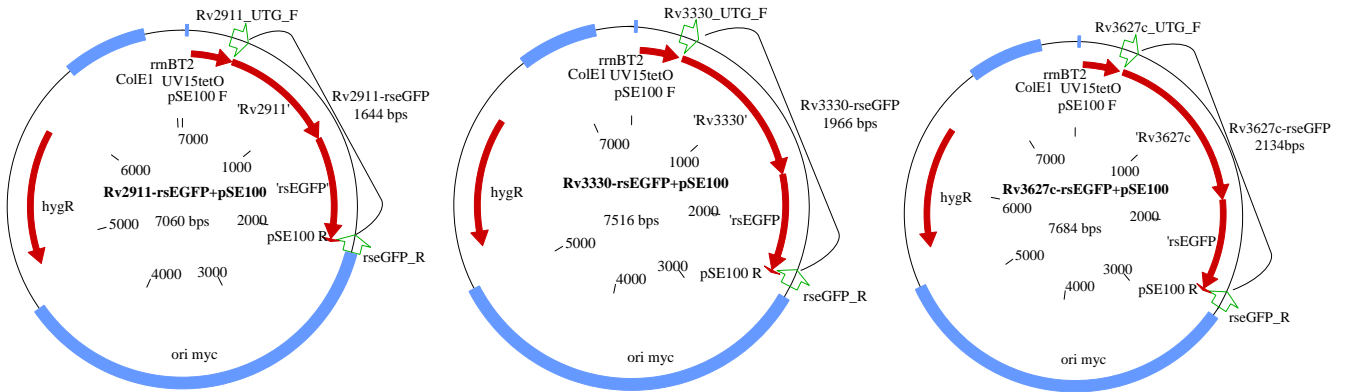 Rv2911_UTG_F
rrnBT2
ColE1
UV15tetO
pSE100 F
Rv2911-rseGFP
1644 bps
'Rv2911'
7000
1000
6000
Rv2911-rsEGFP+pSE100
'rsEGFP'
hygR
7060 bps
2000
5000
pSE100 R
rseGFP_R
4000
3000
ori myc
Rv3330_UTG_F
rrnBT2
ColE1
UV15tetO
pSE100 F
Rv3330-rseGFP
1966 bps
'Rv3330'
7000
1000
Rv3330-rsEGFP+pSE100
hygR
7516 bps
2000
'rsEGFP
5000
pSE100 R
3000
4000
rseGFP_R
ori myc
Rv3627c_UTG_F
rrnBT2
ColE1
UV15tetO
pSE100 F
Rv3627c-rseGFP
2134bps
'Rv3627c
7000
1000
Rv3627c-rsEGFP+pSE100
hygR
6000
7684 bps
2000
'rsEGFP
5000
3000
pSE100 R
4000
rseGFP_R
ori myc